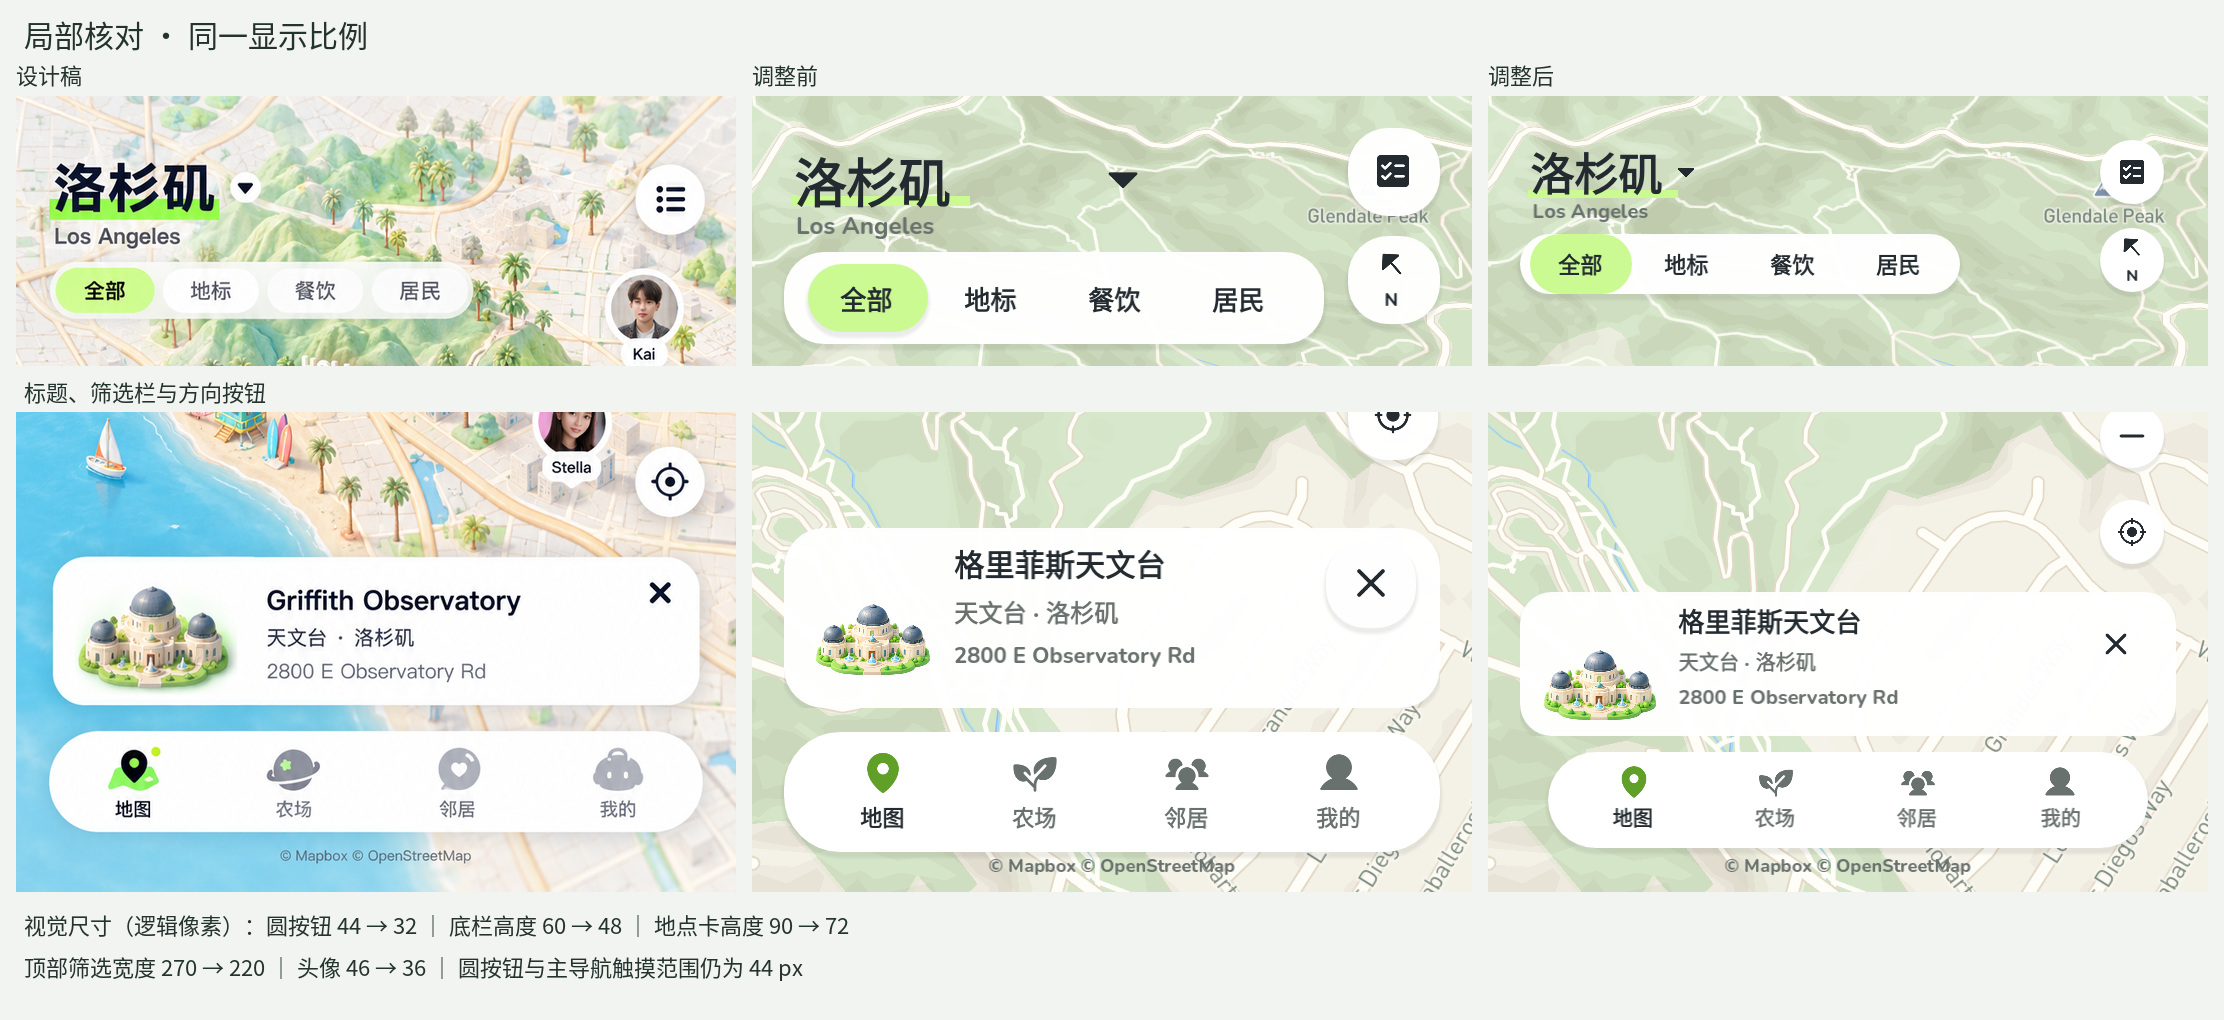 局部核对 · 同一显示比例
设计稿
调整前
调整后
洛杉矶
Los Angeles
全部 地标 餐饮 居民
Kai
洛杉矶
Los Angeles
Glendale Peak
全部 地标 餐饮 居民
N
洛杉矶
Los Angeles
Glendale Peak
全部 地标 餐饮 居民
N
标题、筛选栏与方向按钮
Stella
Griffith Observatory
天文台 · 洛杉矶
2800 E Observatory Rd
地图 农场 邻居 我的
© Mapbox © OpenStreetMap
格里菲斯天文台
天文台 · 洛杉矶
2800 E Observatory Rd
Way
地图 农场 邻居 我的
© Mapbox © OpenStreetMap
格里菲斯天文台
天文台 · 洛杉矶
2800 E Observatory Rd
地图 农场 邻居 我的
Diegos Way
© Mapbox © OpenStreetMap
视觉尺寸（逻辑像素）：圆按钮 44 → 32 ｜ 底栏高度 60 → 48 ｜ 地点卡高度 90 → 72
顶部筛选宽度 270 → 220 ｜ 头像 46 → 36 ｜ 圆按钮与主导航触摸范围仍为 44 px